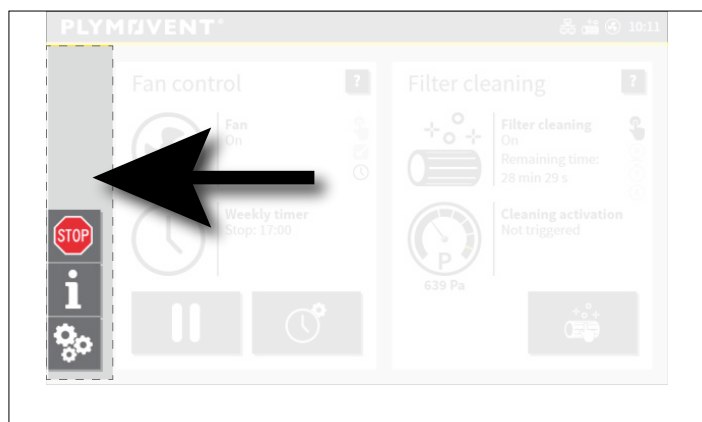 PLYMOVENT®
10:11
Fan control
?
Filter cleaning
?
Fan
On
Filter cleaning
On
Remaining time:
28 min 29 s
Weekly timer
Stop: 17:00
Cleaning activation
Not triggered
P
639 Pa
STOP
i